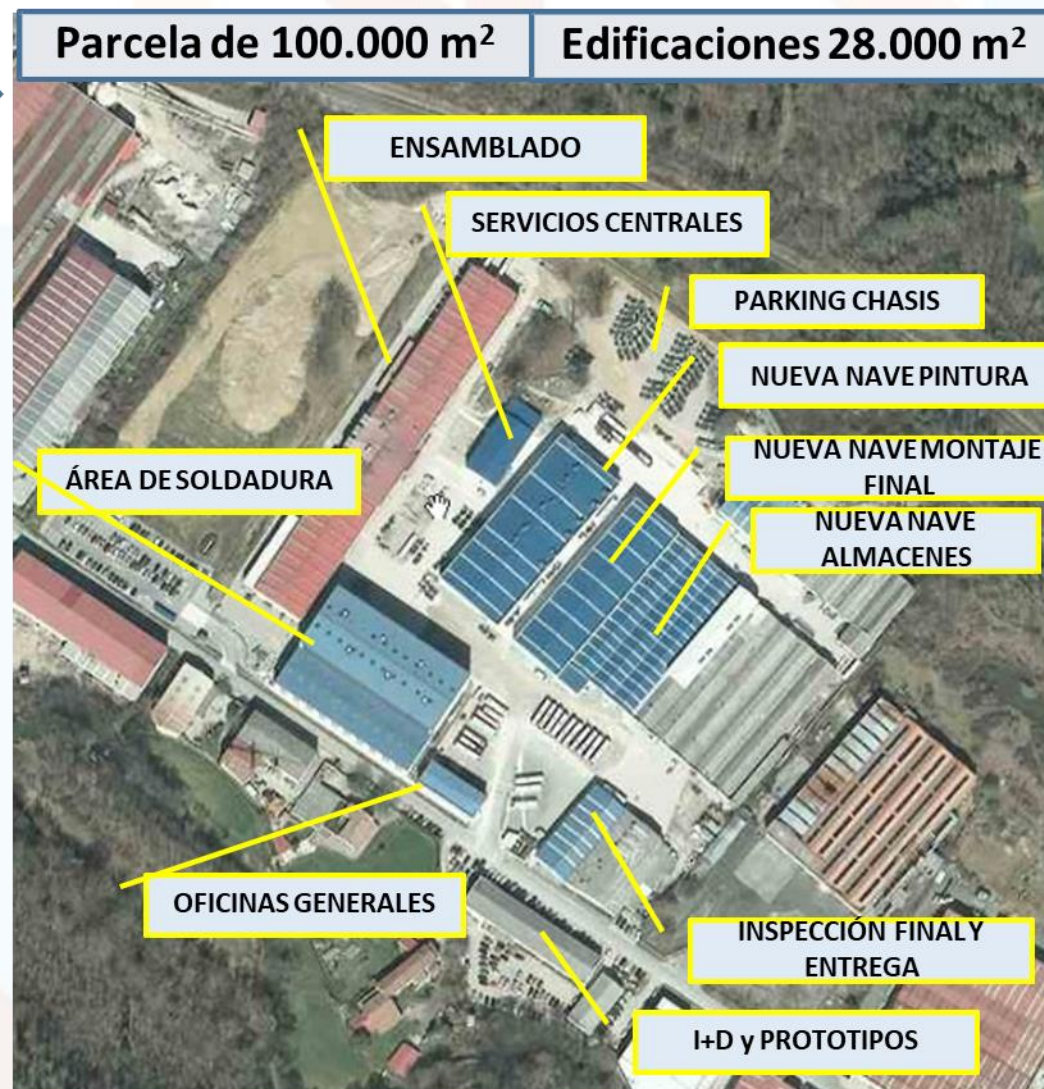 Parcela de 100.000 m²
Edificaciones 28.000 m²
ENSAMBLADO
SERVICIOS CENTRALES
PARKING CHASIS
NUEVA NAVE PINTURA
NUEVA NAVE MONTAJE
FINAL
ÁREA DE SOLDADURA
NUEVA NAVE
ALMACENES
OFICINAS GENERALES
INSPECCIÓN FINAL Y
ENTREGA
I+D y PROTOTIPOS